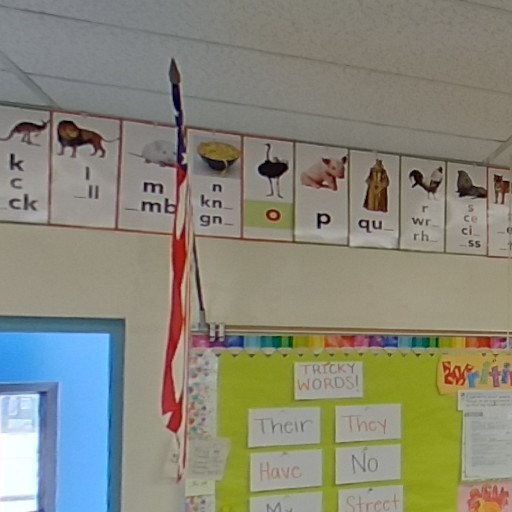 k
c
ck
l
_ll
m
_mb
n
kn_
gn_
o
p
qu_
r
wr_
rh_
s
ce
ci_
_ss
TRICKY
WORDS!
Their
They
Have
No
My
Street